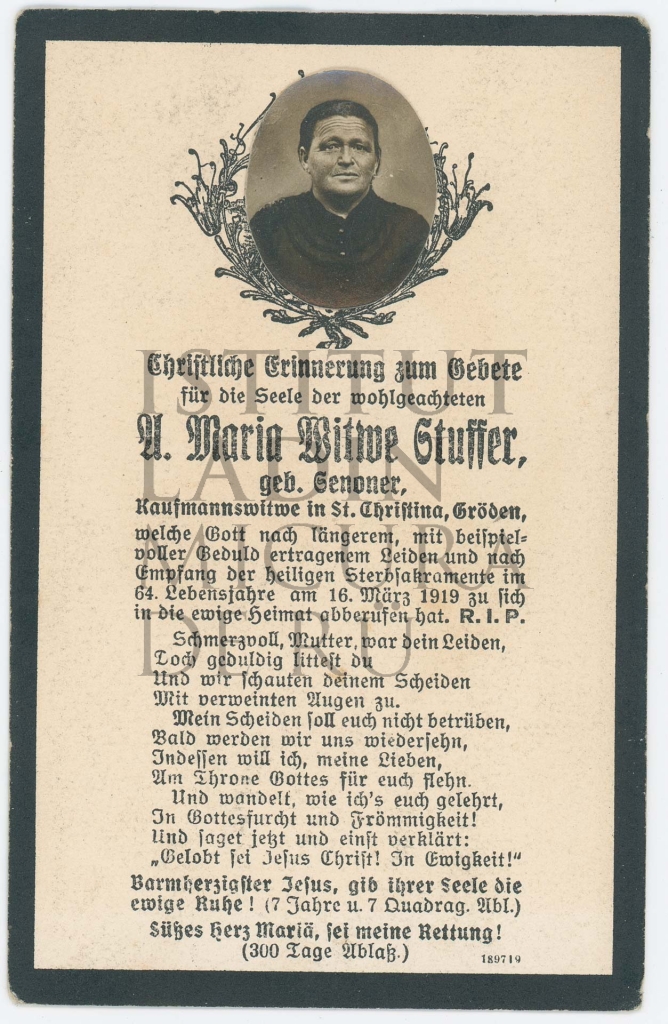 Christliche Erinnerung zum Gebete
für die Seele der wohlgeachteten
A. Maria Witwe Stuffer,
geb. Senoner,
Kaufmannswitwe in St. Christina, Gröden,
welche Gott nach längerem, mit beispiel-
voller Geduld ertragenem Leiden und nach
Empfang der heiligen Sterbsakramente im
64. Lebensjahre am 16. März 1919 zu sich
in die ewige Heimat abberufen hat. R. I. P.
Schmerzvoll, Mutter, war dein Leiden,
Doch geduldig littest du
Und wir schauten deinem Scheiden
Mit verweinten Augen zu.
Mein Scheiden soll euch nicht betrüben,
Bald werden wir uns wiedersehn,
Indessen will ich, meine Lieben,
Am Throne Gottes für euch flehn.
Und wandelt, wie ich's euch gelehrt,
In Gottesfurcht und Frömmigkeit!
Und saget jetzt und einst verklärt:
„Gelobt sei Jesus Christ! In Ewigkeit!"
Barmherzigster Jesus, gib ihrer Seele die
ewige Ruhe! (7 Jahre u. 7 Quadrag. Abl.)
Süßes Herz Mariä, sei meine Rettung!
(300 Tage Ablaß.)
189719
ISTITUT
LADIN
MICURÁ
DE RÜ